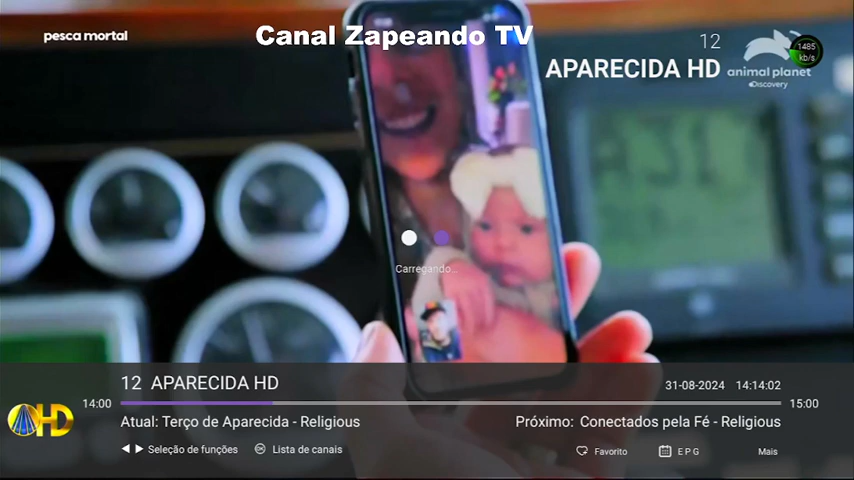 pesca mortal
Canal Zapeando TV
12
APARECIDA HD
animal planet
Discovery
1485
kb/s
Carregando...
12 APARECIDA HD
31-08-2024 14:14:02
14:00
15:00
HD
Atual: Terço de Aparecida - Religious
Próximo: Conectados pela Fé - Religious
Seleção de funções
Lista de canais
Favorito
EPG
Mais